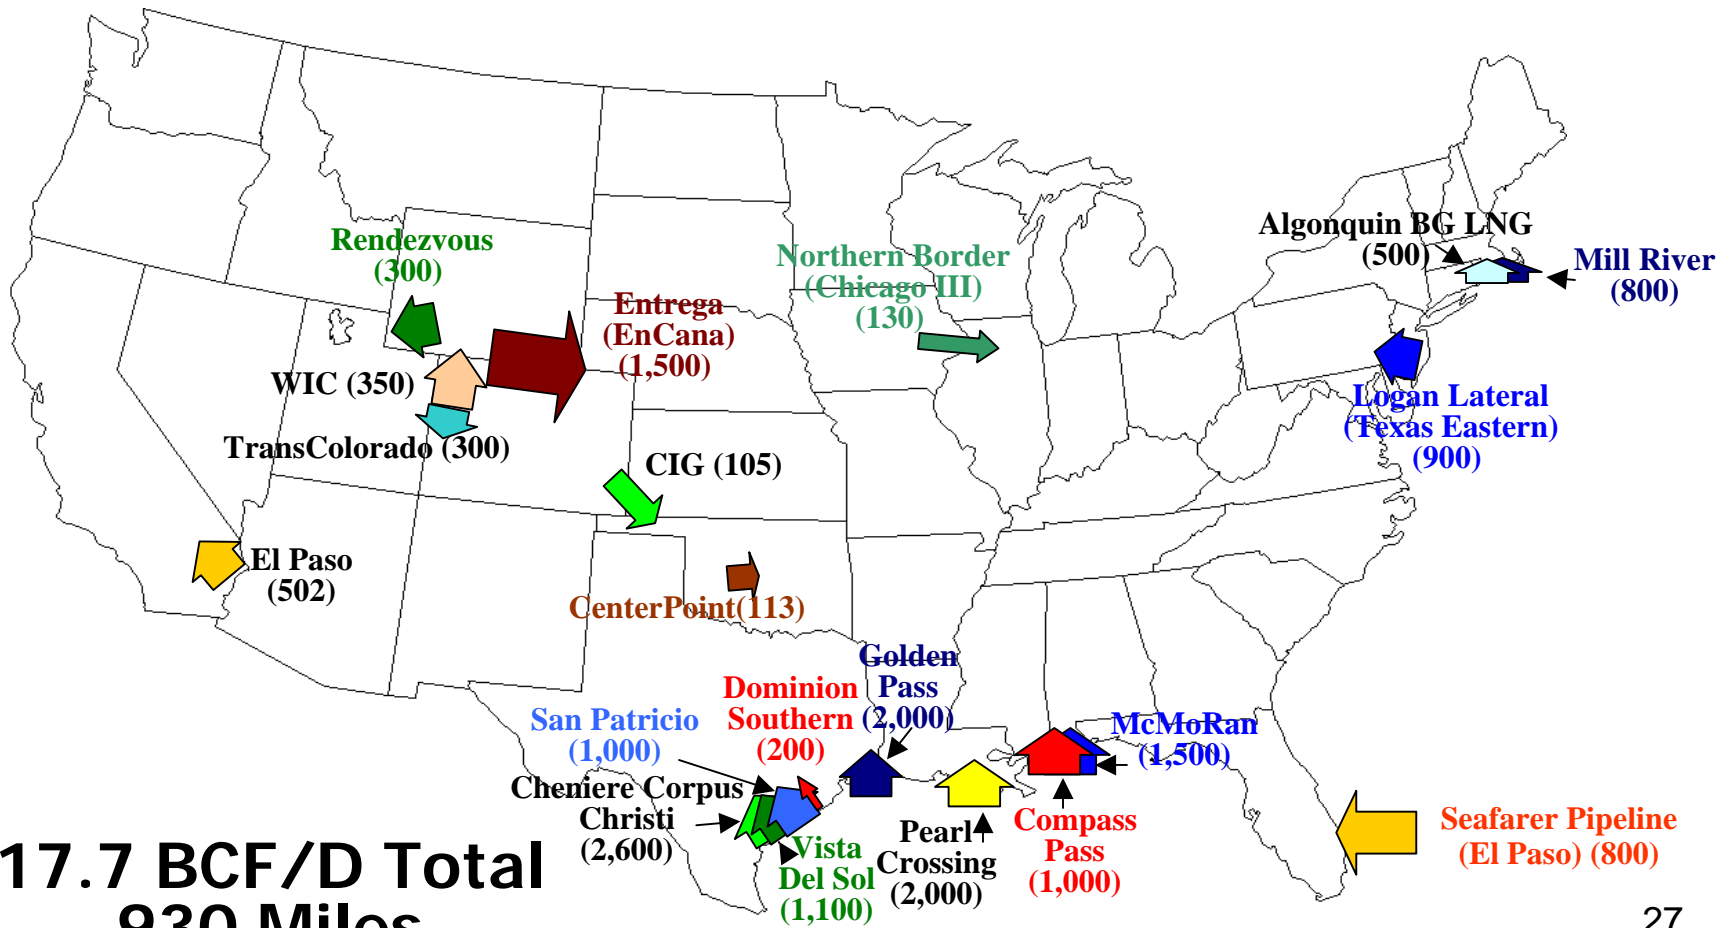 Rendezvous
(300)
Northern Border
(Chicago III)
(130)
Algonquin BG LNG
(500)
Mill River
(800)
Entrega
(EnCana)
(1,500)
WIC (350)
TransColorado (300)
Logan Lateral
(Texas Eastern)
(900)
CIG (105)
El Paso
(502)
CenterPoint(113)
Golden
Pass
(2,000)
Dominion
Southern
(200)
San Patricio
(1,000)
McMoRan
(1,500)
Cheniere Corpus
Christi
(2,600)
Vista
Del Sol
(1,100)
Pearl
Crossing
(2,000)
Compass
Pass
(1,000)
Seafarer Pipeline
(El Paso) (800)
17.7 BCF/D Total
930 Miles
27